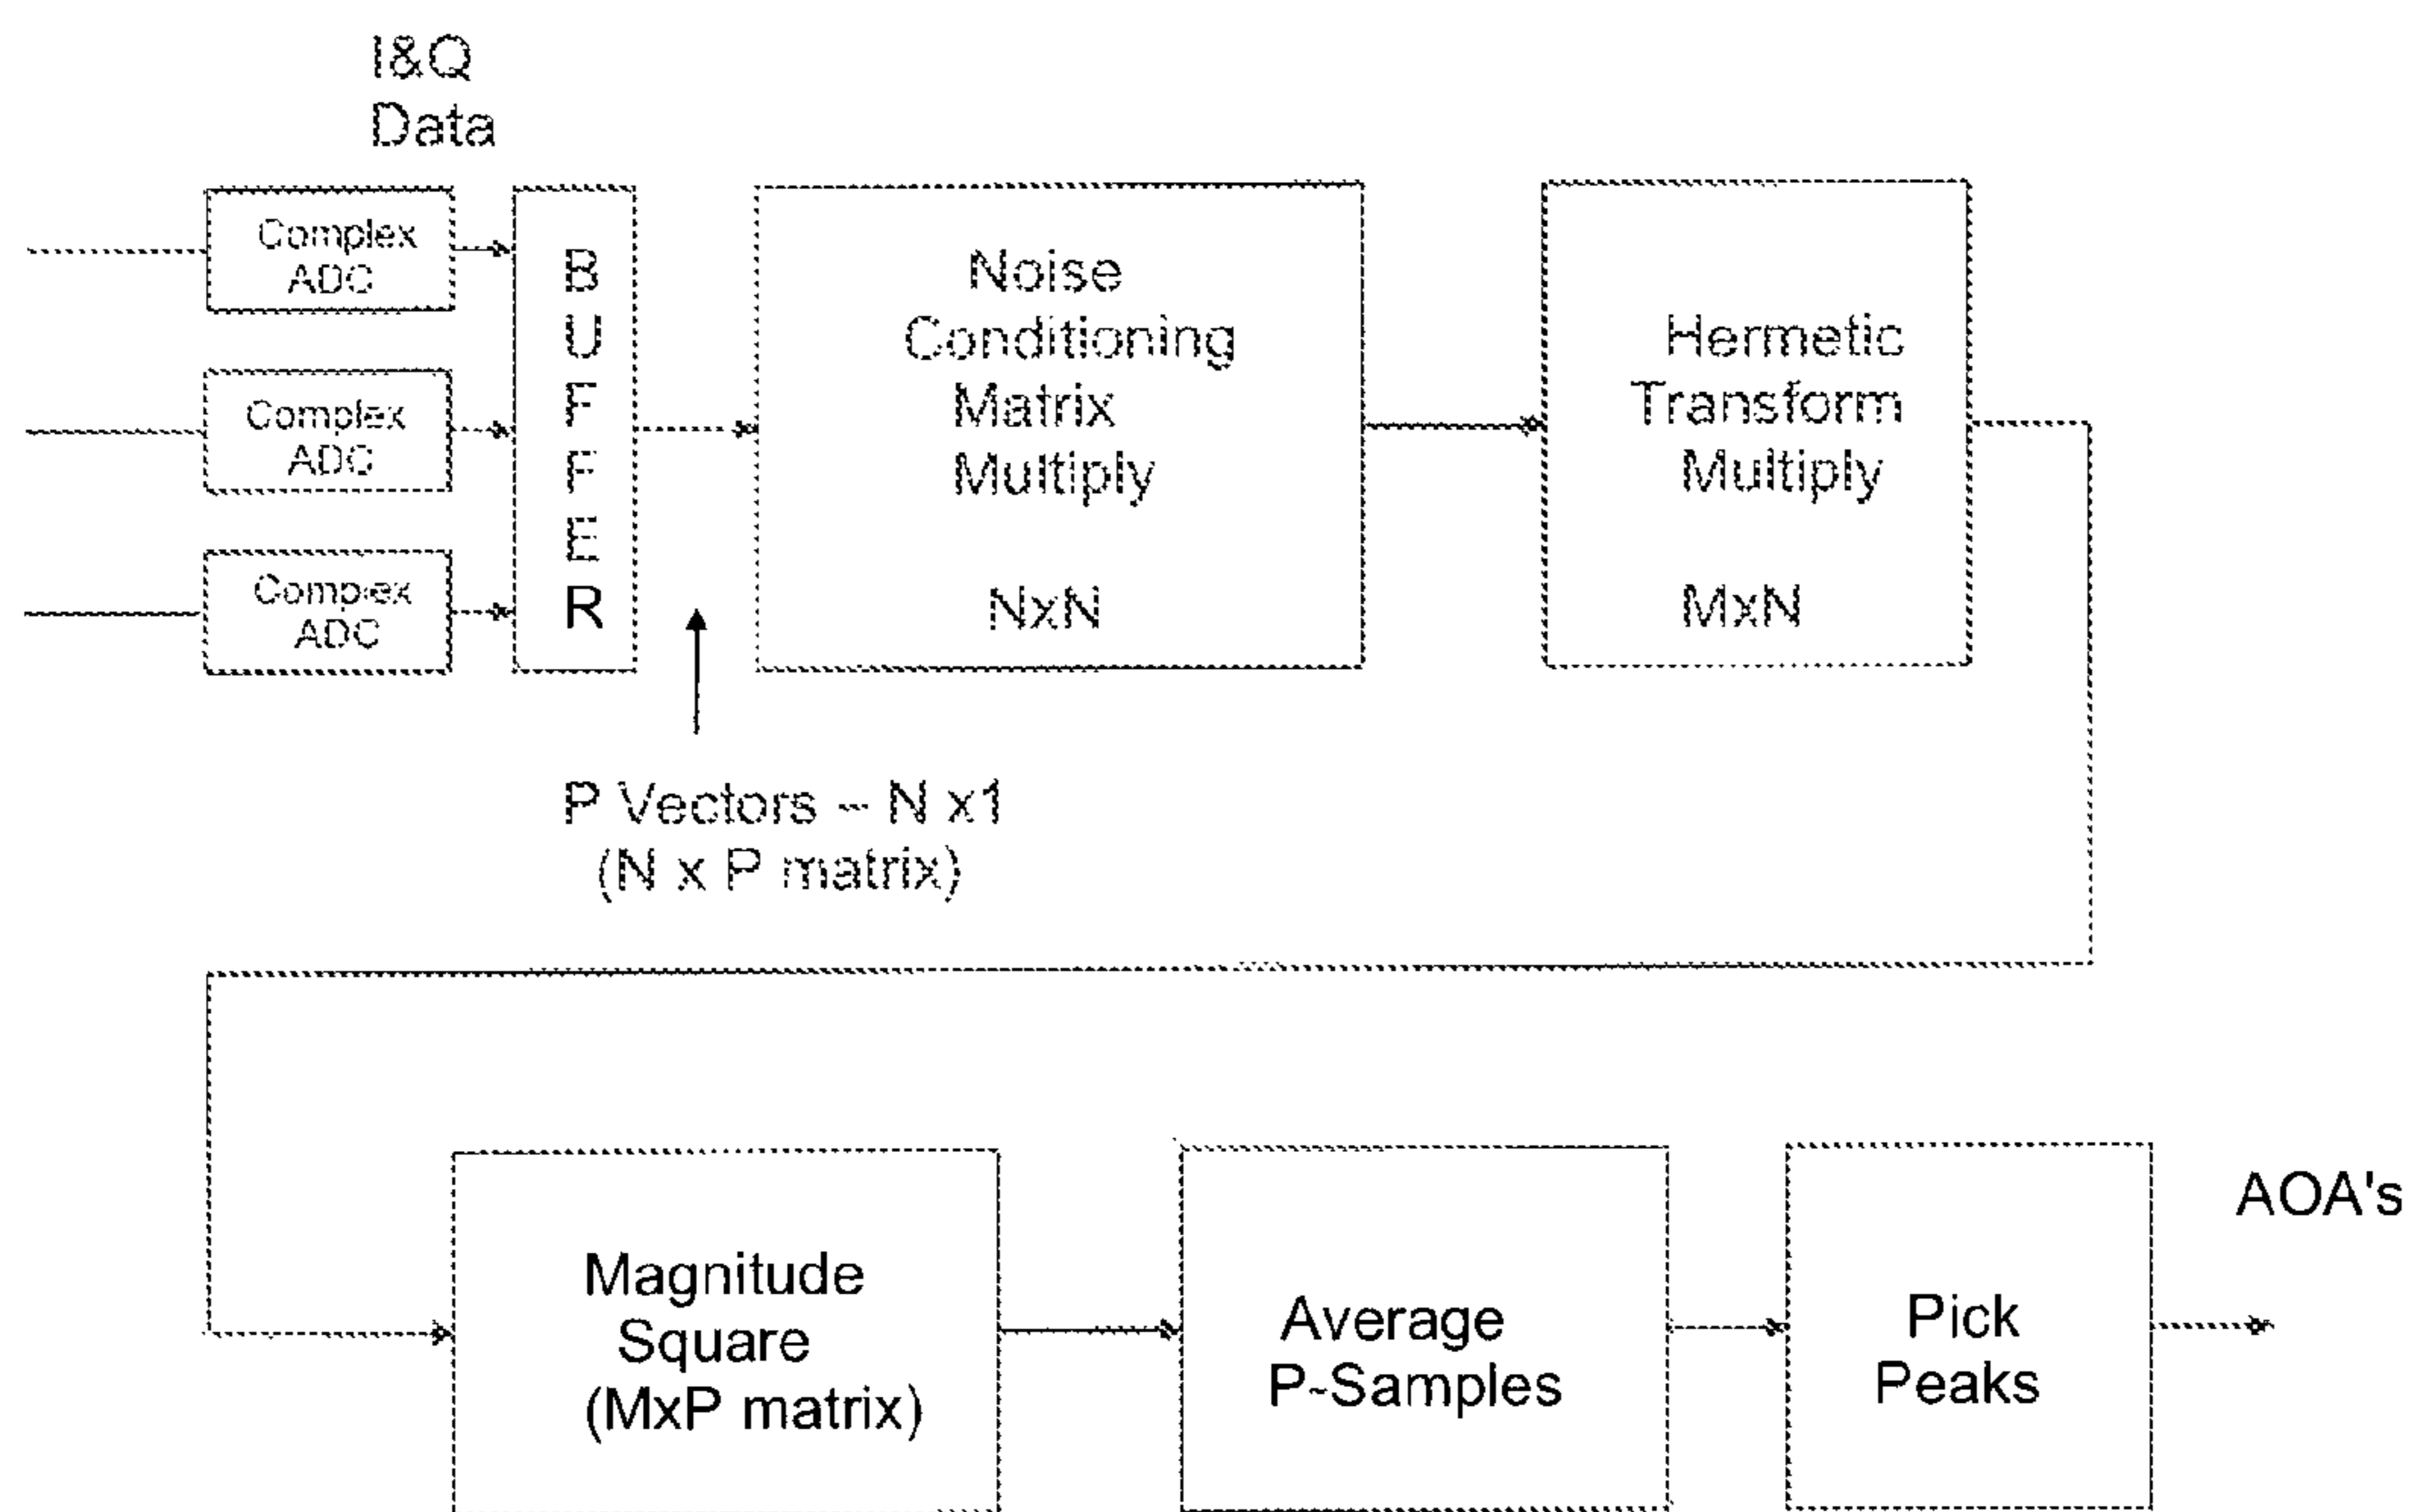 I&Q
Data
Complex
ADC
Complex
ADC
Complex
ADC
B
U
F
F
E
R
Noise
Conditioning
Matrix
Multiply
NxN
Hermetic
Transform
Multiply
MxN
P Vectors – N x1
(N x P matrix)
Magnitude
Square
(MxP matrix)
Average
P-Samples
Pick
Peaks
AOA's